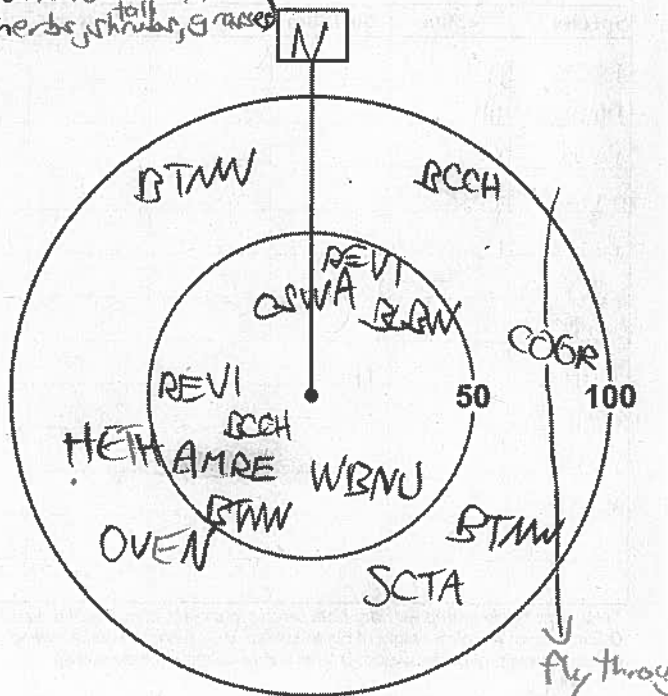 tall
herbs, shrubs, grasses
N
BTNW
BCCH
REVI
CSWA
BLBW
COGR
REVI
50
100
BCCH
HETH
AMRE
WBNU
BTNW
BTNW
OVEN
SCTA
fly through